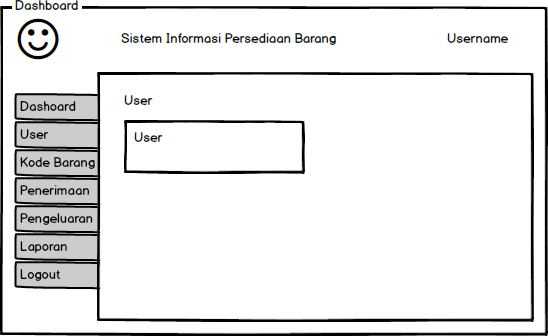 Dashboard
Sistem Informasi Persediaan Barang
Username
Dashoard
User
Kode Barang
Penerimaan
Pengeluaran
Laporan
Logout
User
User